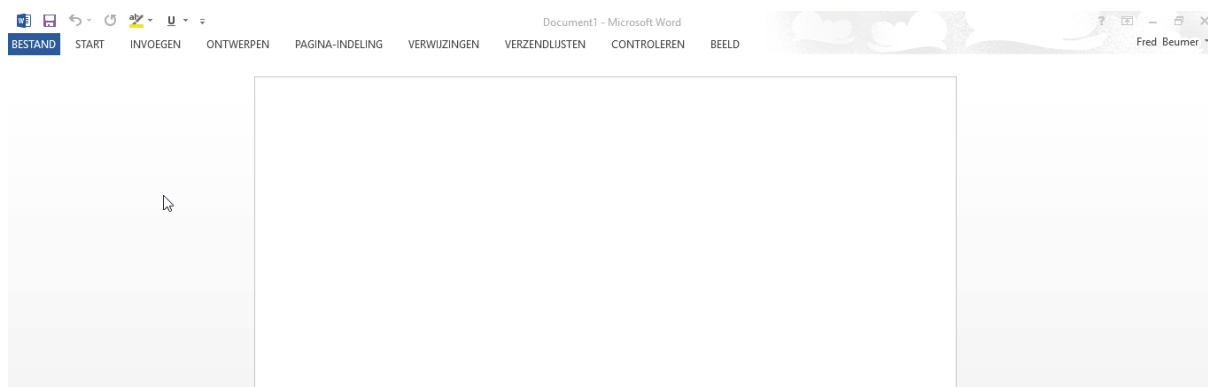 Document1 - Microsoft Word
BESTAND START INVOEGEN ONTWERPEN PAGINA-INDELING VERWIJZINGEN VERZENDLIJSTEN CONTROLEREN BEELD Fred Beumer